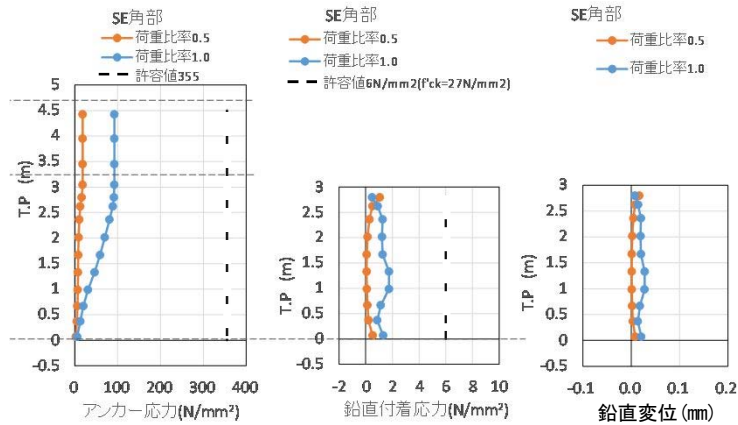 SE角部
荷重比率0.5
荷重比率1.0
許容値355
5
4.5
4
3.5
3
2.5
2
1.5
1
0.5
0
-0.5
T.P (m)
0 100 200 300 400
アンカー応力(N/mm²)
SE角部
荷重比率0.5
荷重比率1.0
許容値6N/mm2(f'ck=27N/mm2)
3
2.5
2
1.5
1
0.5
0
-0.5
T.P (m)
-2 0 2 4 6 8 10
鉛直付着応力(N/mm²)
SE角部
荷重比率0.5
荷重比率1.0
3
2.5
2
1.5
1
0.5
0
-0.5
T.P (m)
-0.1 0.0 0.1 0.2
鉛直変位(mm)